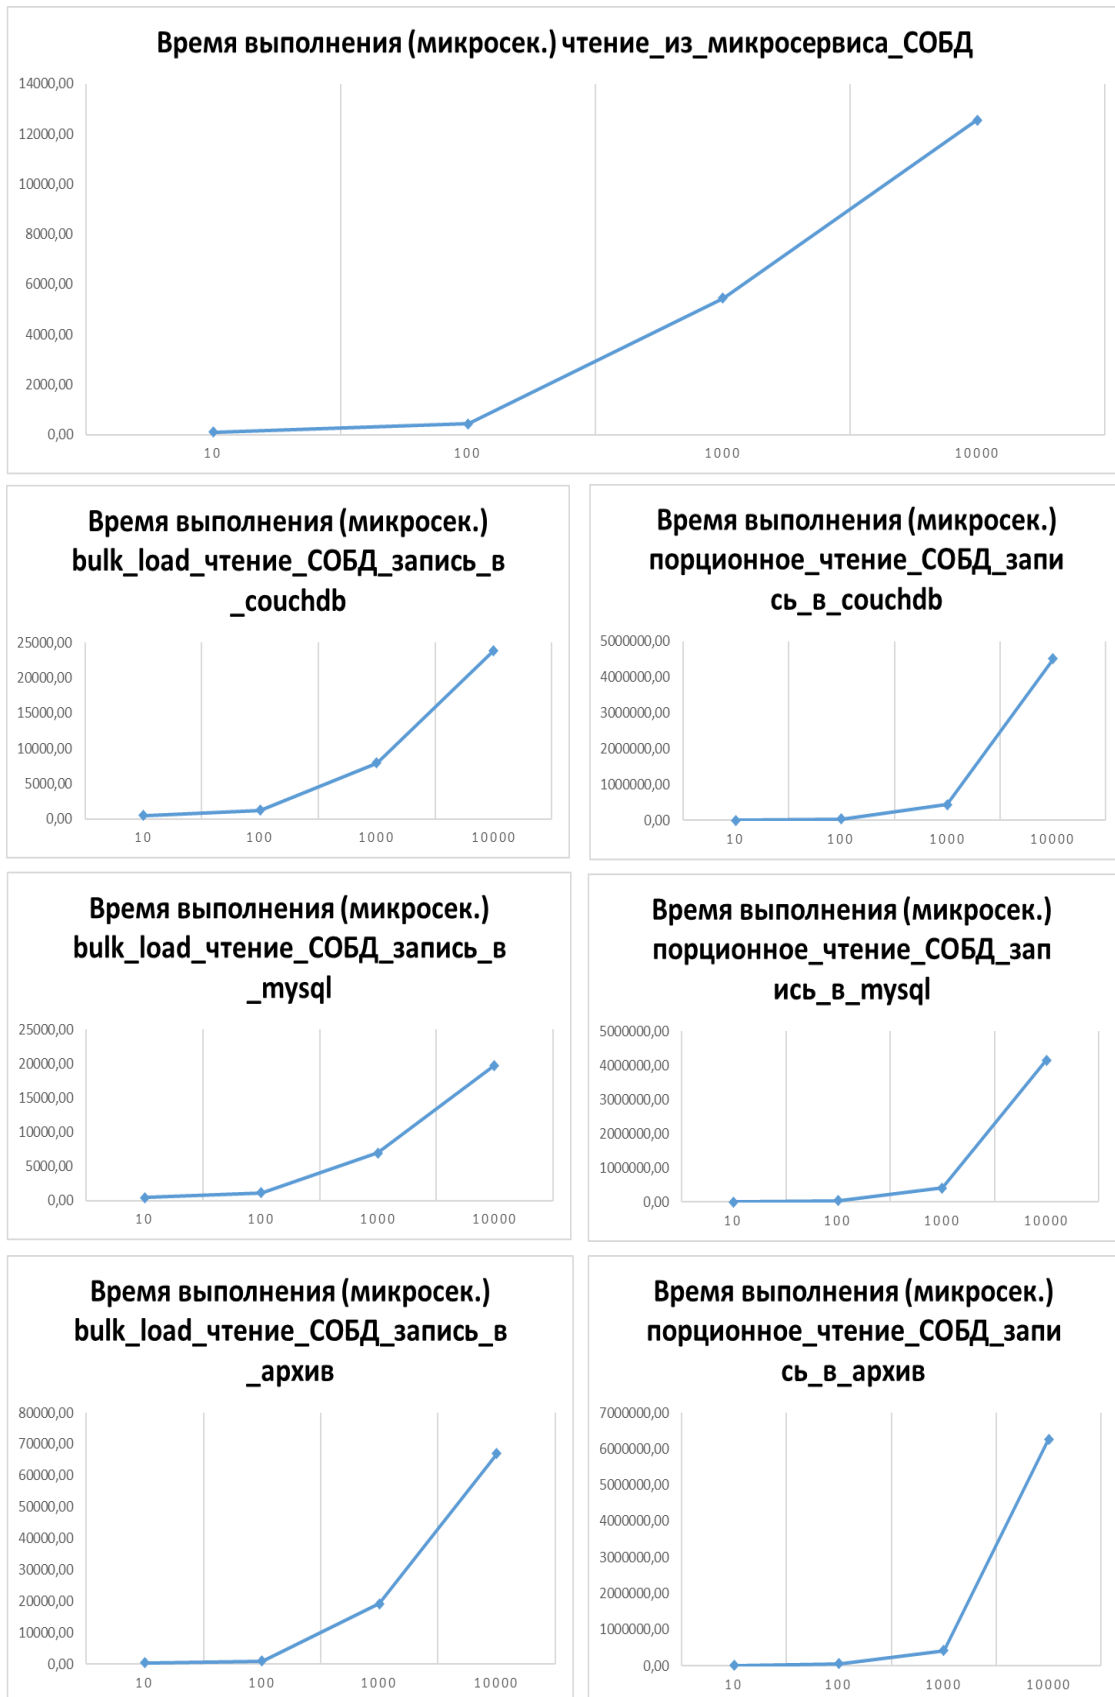 Время выполнения (микросек.) чтение_из_микросервиса_СОБД
14000,00
12000,00
10000,00
8000,00
6000,00
4000,00
2000,00
0,00
10 100 1000 10000
Время выполнения (микросек.)
bulk_load_чтение_СОБД_запись_в
_couchdb
25000,00
20000,00
15000,00
10000,00
5000,00
0,00
10 100 1000 10000
Время выполнения (микросек.)
порционное_чтение_СОБД_запи
сь_в_couchdb
5000000,00
4000000,00
3000000,00
2000000,00
1000000,00
0,00
10 100 1000 10000
Время выполнения (микросек.)
bulk_load_чтение_СОБД_запись_в
_mysql
25000,00
20000,00
15000,00
10000,00
5000,00
0,00
10 100 1000 10000
Время выполнения (микросек.)
порционное_чтение_СОБД_зап
ись_в_mysql
5000000,00
4000000,00
3000000,00
2000000,00
1000000,00
0,00
10 100 1000 10000
Время выполнения (микросек.)
bulk_load_чтение_СОБД_запись_в
_архив
80000,00
70000,00
60000,00
50000,00
40000,00
30000,00
20000,00
10000,00
0,00
10 100 1000 10000
Время выполнения (микросек.)
порционное_чтение_СОБД_запи
сь_в_архив
7000000,00
6000000,00
5000000,00
4000000,00
3000000,00
2000000,00
1000000,00
0,00
10 100 1000 10000